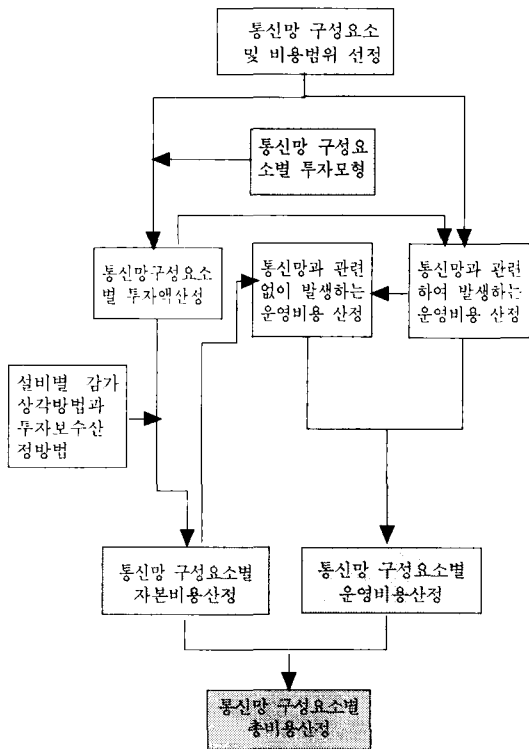 통신망 구성요소
및 비용범위 선정
통신망 구성요
소별 투자모형
통신망구성요소
별 투자액산성
통신망과 관련
없이 발생하는
운영비용 산정
통신망과 관련
하여 발생하는
운영비용 산정
설비별 감가
상각방법과
투자보수산
정방법
통신망 구성요소별
자본비용산정
통신망 구성요소별
운영비용산정
통신망 구성요소별
총비용산정